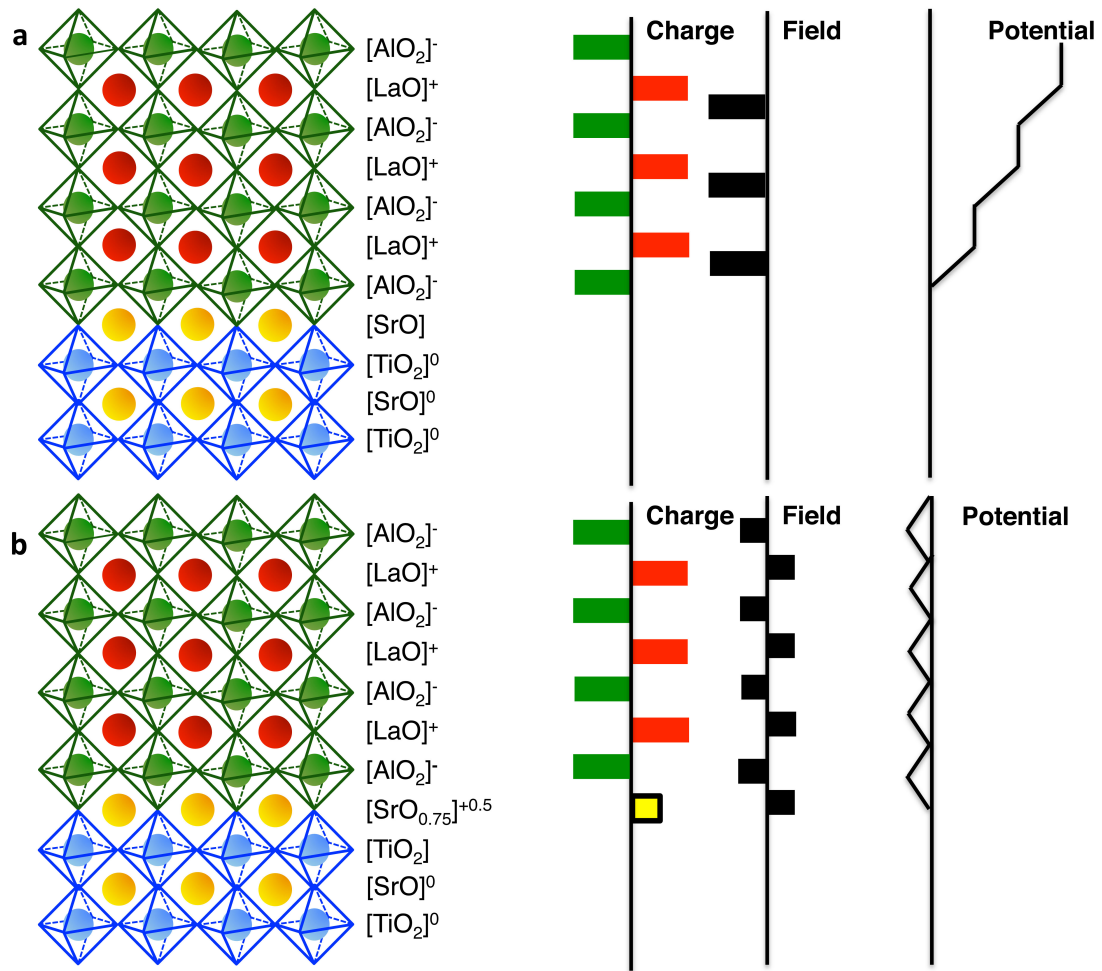 a
Charge
Field
Potential
[AlO₂]⁻
[LaO]⁺
[AlO₂]⁻
[LaO]⁺
[AlO₂]⁻
[LaO]⁺
[AlO₂]⁻
[SrO]
[TiO₂]⁰
[SrO]⁰
[TiO₂]⁰
b
Charge
Field
Potential
[AlO₂]⁻
[LaO]⁺
[AlO₂]⁻
[LaO]⁺
[AlO₂]⁻
[LaO]⁺
[AlO₂]⁻
[SrO₀.₇₅]⁺⁰·⁵
[TiO₂]
[SrO]⁰
[TiO₂]⁰